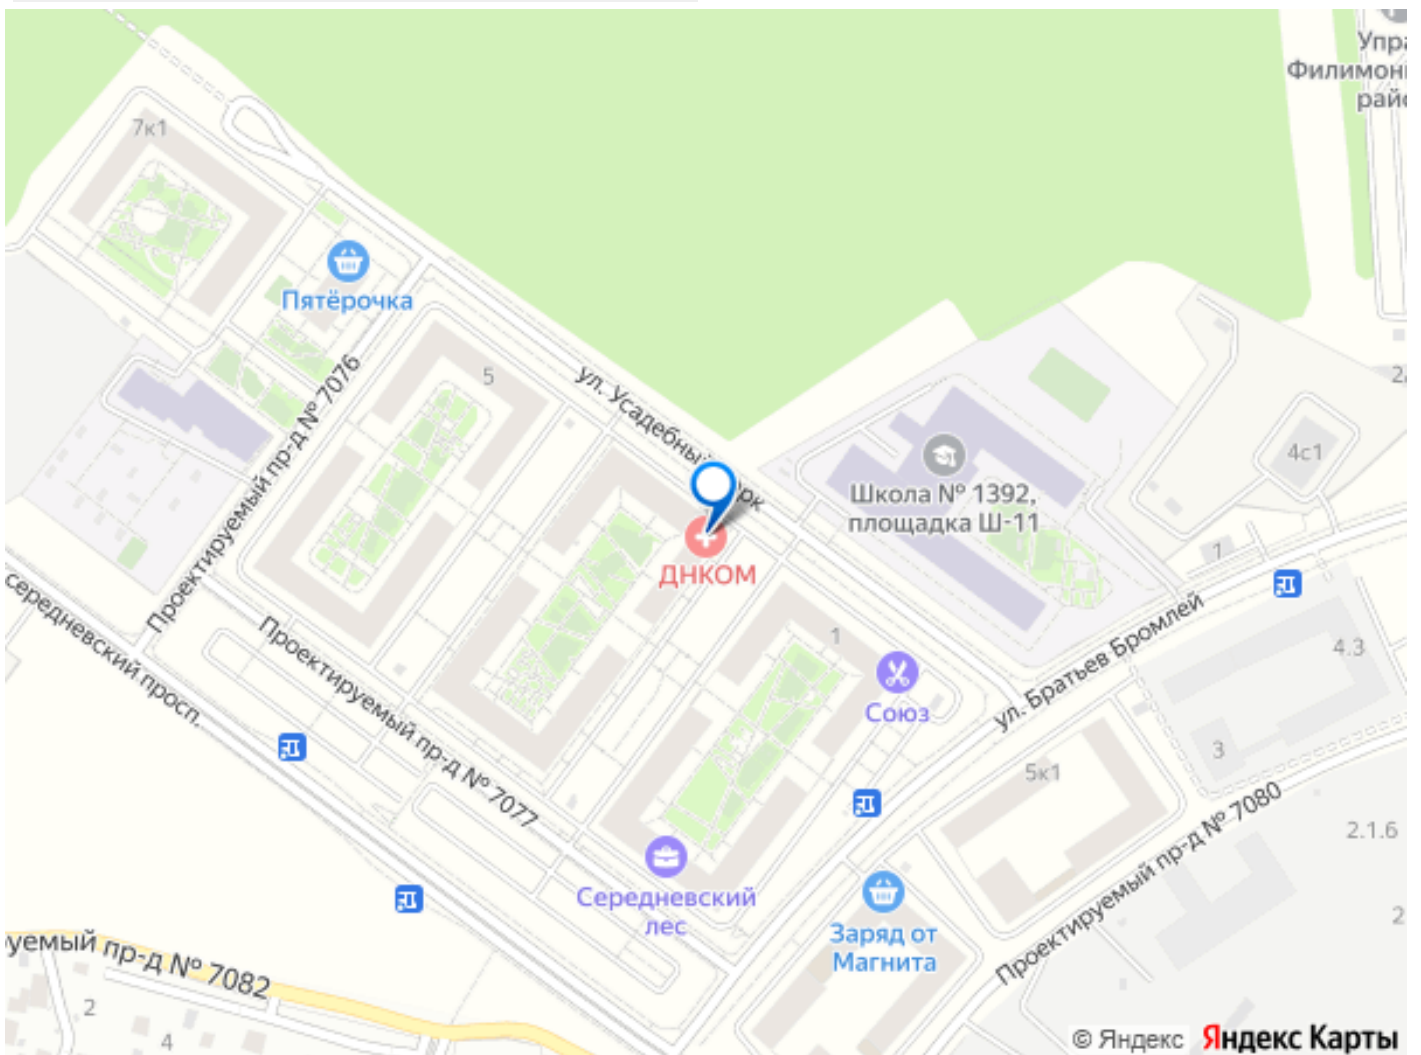 Упра
Филимон
райо
7к1
Пятёрочка
5
ул. Усадебный
рк
Проектируемый пр-д № 7076
2
4с1
Школа № 1392,
площадка Ш-11
ДНКОМ
7
середневский просп.
Проектируемый пр-д № 7077
1
Союз
ул. Братьев Бромлей
4.3
3
5к1
Проектируемый пр-д № 7080
2.1.6
2
Середневский
лес
Заряд от
Магнита
уемый пр-д № 7082
2
4
© Яндекс Яндекс Карты